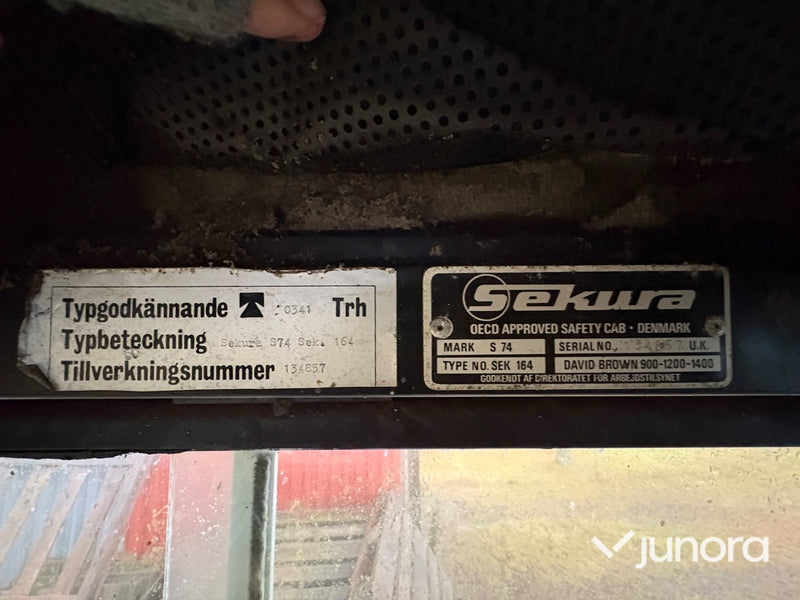 Typgodkännande 0341 Trh
Typbeteckning Sekura S74 Sek. 164
Tillverkningsnummer 134857
Sekura
OECD APPROVED SAFETY CAB · DENMARK
MARK S 74 SERIAL NO. 134857 U.K.
TYPE NO. SEK 164 DAVID BROWN 900-1200-1400
GODKENDT AF DIREKTORATET FOR ARBEJDSTILSYNET
junora